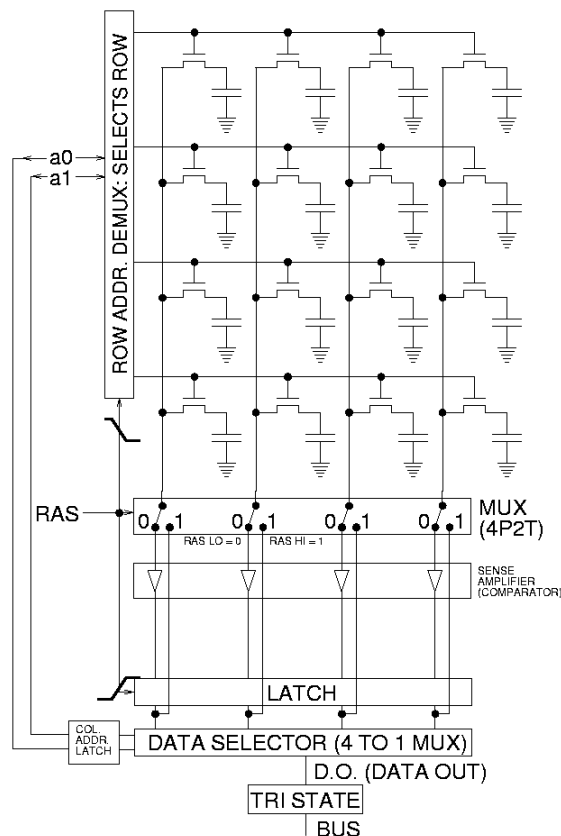 ROW ADDR. DEMUX: SELECTS ROW
a0
a1
RAS
0 1 0 1 0 1 0 1
RAS LO = 0 RAS HI = 1
MUX
(4P2T)
SENSE
AMPLIFIER
(COMPARATOR)
LATCH
COL.
ADDR.
LATCH
DATA SELECTOR (4 TO 1 MUX)
D.O. (DATA OUT)
TRI STATE
BUS